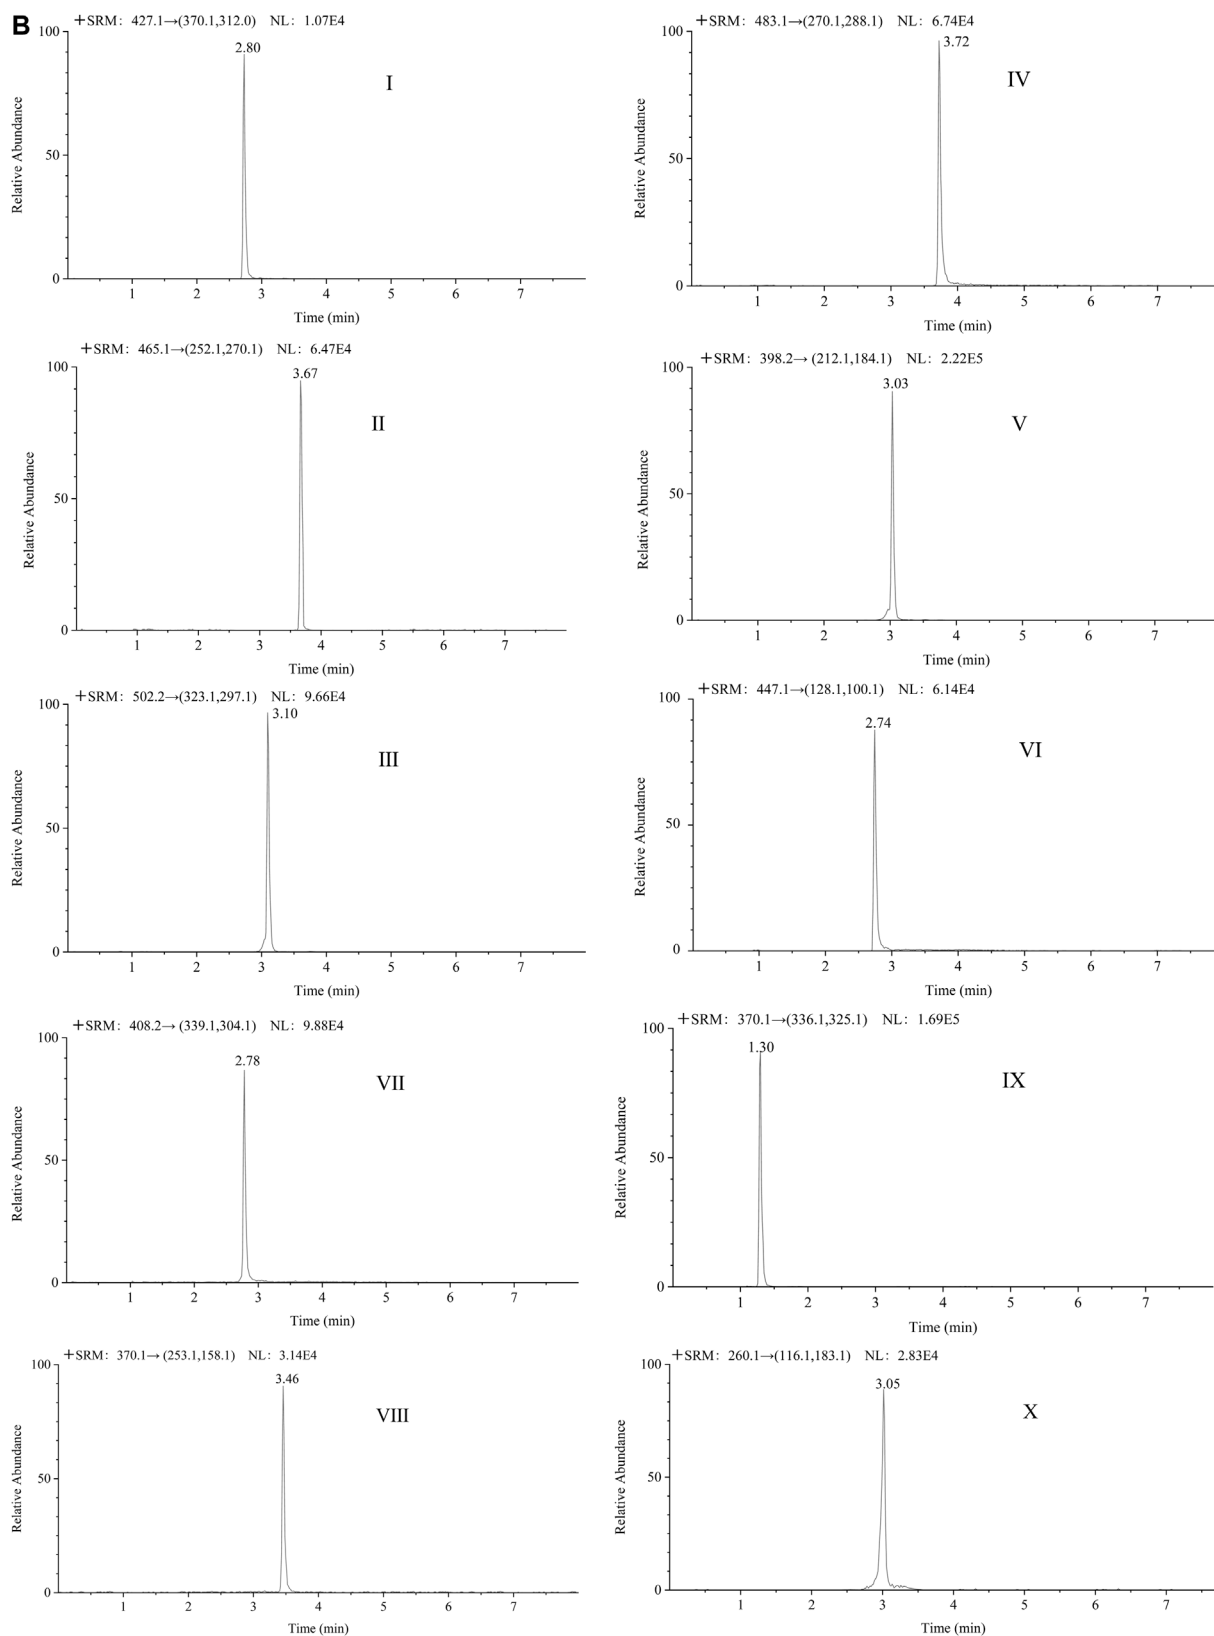 B
+SRM: 427.1→(370.1,312.0) NL: 1.07E4
100
2.80
I
50
0
Relative Abundance
1 2 3 4 5 6 7
Time (min)
+SRM: 483.1→(270.1,288.1) NL: 6.74E4
100
3.72
IV
50
0
Relative Abundance
1 2 3 4 5 6 7
Time (min)
+SRM: 465.1→(252.1,270.1) NL: 6.47E4
100
3.67
II
50
0
Relative Abundance
1 2 3 4 5 6 7
Time (min)
+SRM: 398.2→ (212.1,184.1) NL: 2.22E5
100
3.03
V
50
0
Relative Abundance
1 2 3 4 5 6 7
Time (min)
+SRM: 502.2→(323.1,297.1) NL: 9.66E4
100
3.10
III
50
0
Relative Abundance
1 2 3 4 5 6 7
Time (min)
+SRM: 447.1→(128.1,100.1) NL: 6.14E4
100
2.74
VI
50
0
Relative Abundance
1 2 3 4 5 6 7
Time (min)
+SRM: 408.2→ (339.1,304.1) NL: 9.88E4
100
2.78
VII
50
0
Relative Abundance
1 2 3 4 5 6 7
Time (min)
+SRM: 370.1→(336.1,325.1) NL: 1.69E5
100
1.30
IX
50
0
Relative Abundance
1 2 3 4 5 6 7
Time (min)
+SRM: 370.1→ (253.1,158.1) NL: 3.14E4
100
3.46
VIII
50
0
Relative Abundance
1 2 3 4 5 6 7
Time (min)
+SRM: 260.1→(116.1,183.1) NL: 2.83E4
100
3.05
X
50
0
Relative Abundance
1 2 3 4 5 6 7
Time (min)